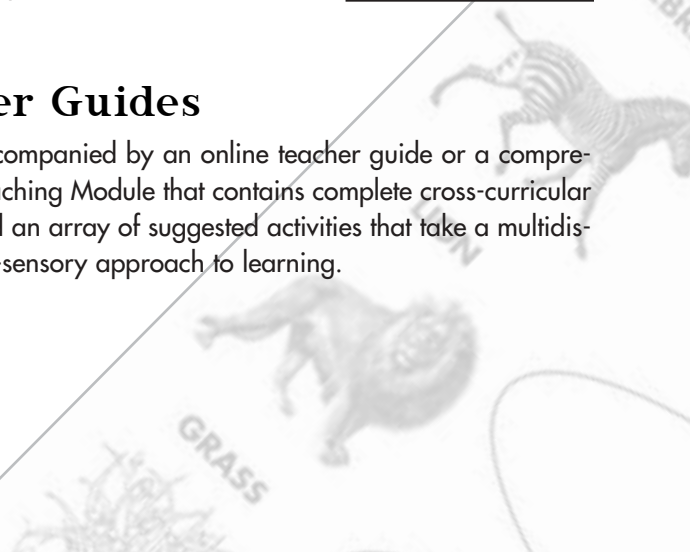 er Guides
companied by an online teacher guide or a compre-
ching Module that contains complete cross-curricular
an array of suggested activities that take a multidis-
-sensory approach to learning.
LION
GRASS